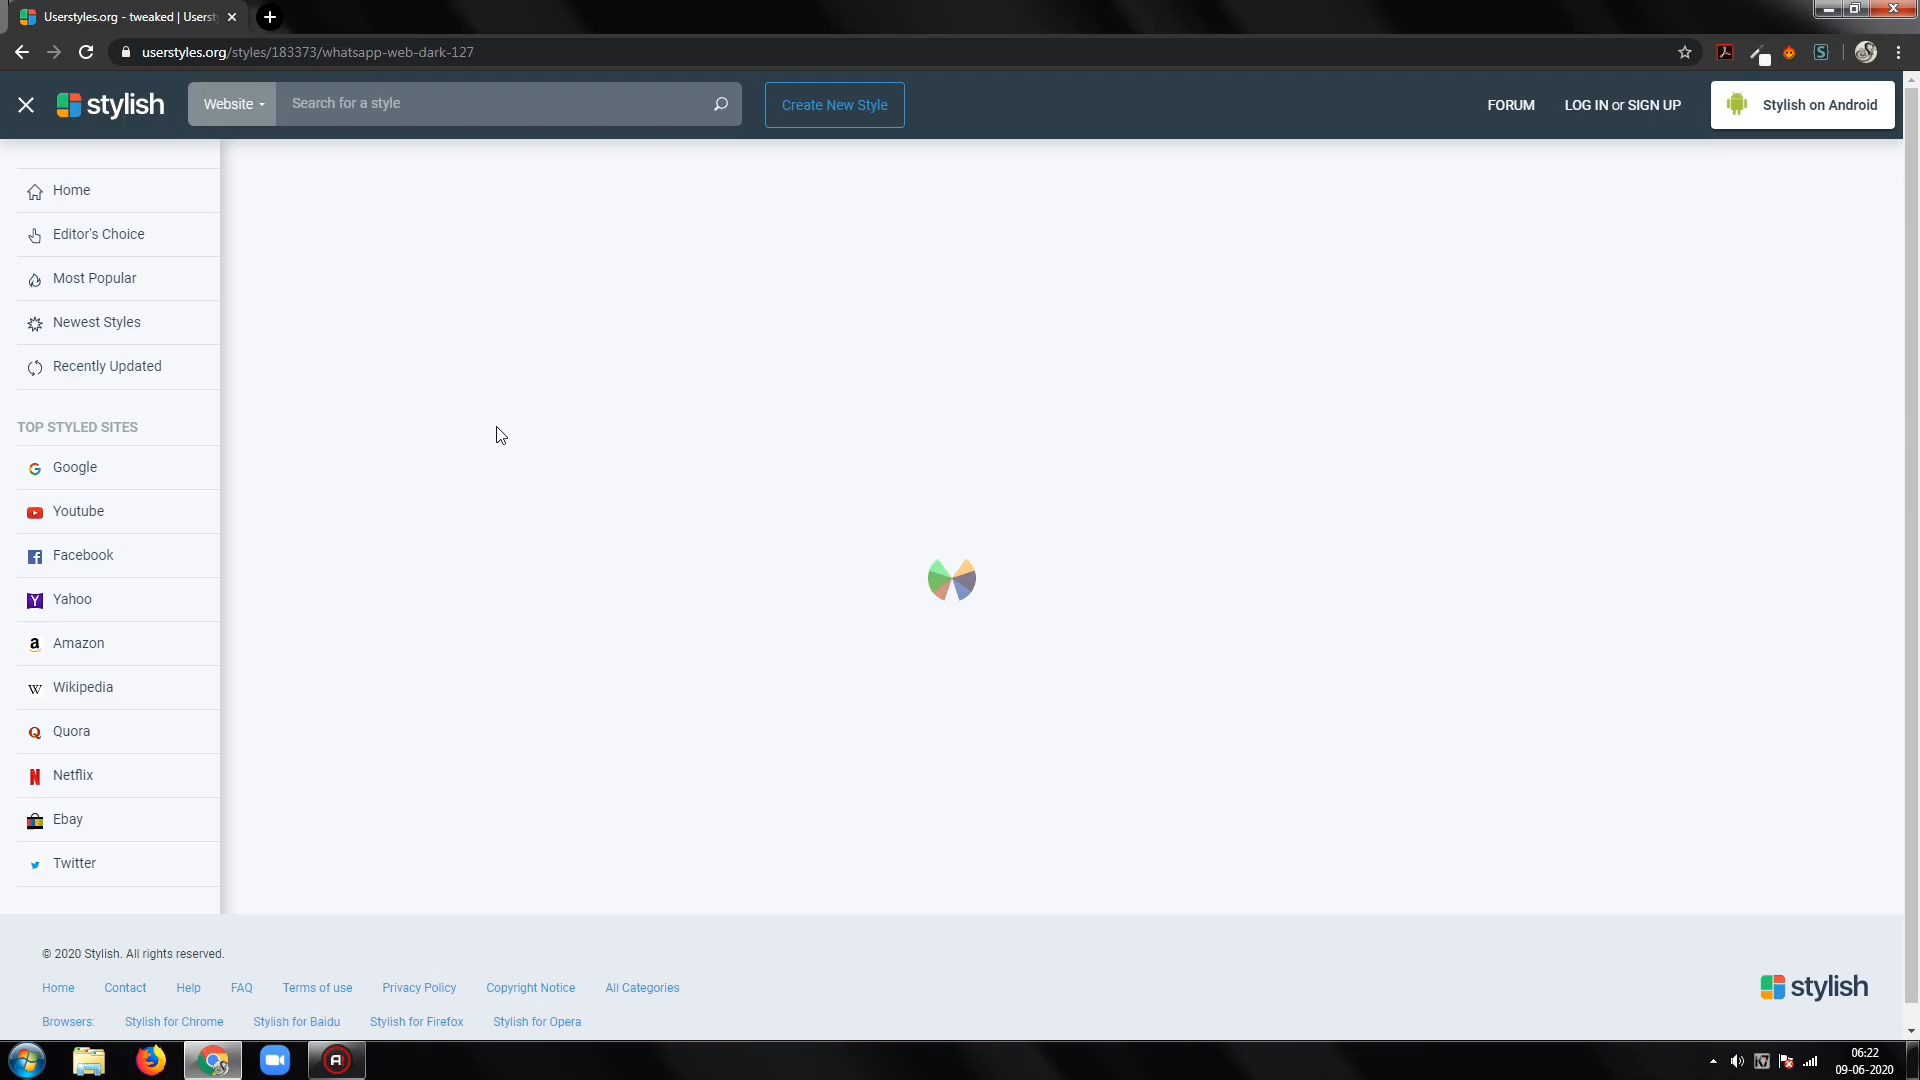 Userstyles.org - tweaked | Userst
userstyles.org/styles/183373/whatsapp-web-dark-127
stylish
Website
Search for a style
Create New Style
FORUM
LOG IN or SIGN UP
Stylish on Android
Home
Editor's Choice
Most Popular
Newest Styles
Recently Updated
TOP STYLED SITES
Google
Youtube
Facebook
Yahoo
Amazon
Wikipedia
Quora
Netflix
Ebay
Twitter
© 2020 Stylish. All rights reserved.
Home Contact Help FAQ Terms of use Privacy Policy Copyright Notice All Categories
stylish
Browsers: Stylish for Chrome Stylish for Baidu Stylish for Firefox Stylish for Opera
06:22
09-06-2020